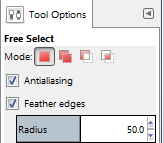 Tool Options
Free Select
Mode:
Antialiasing
Feather edges
Radius 50.0